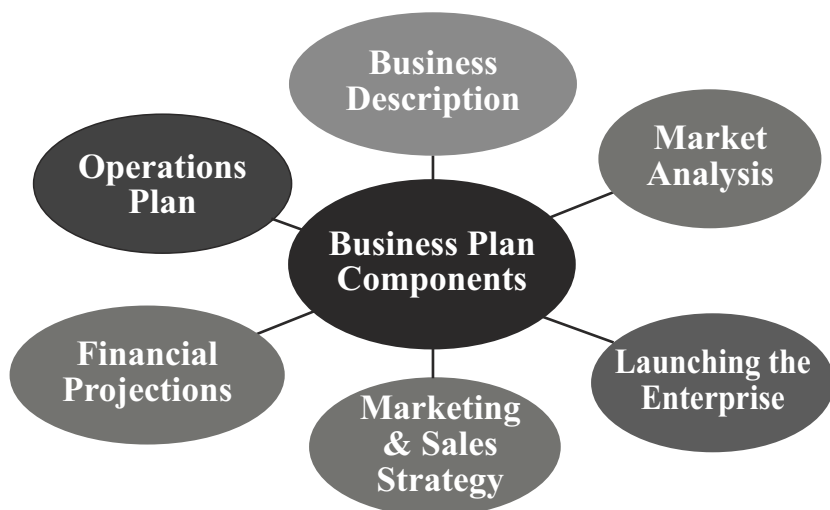 Business
Description
Market
Analysis
Operations
Plan
Business Plan
Components
Financial
Projections
Launching the
Enterprise
Marketing
& Sales
Strategy